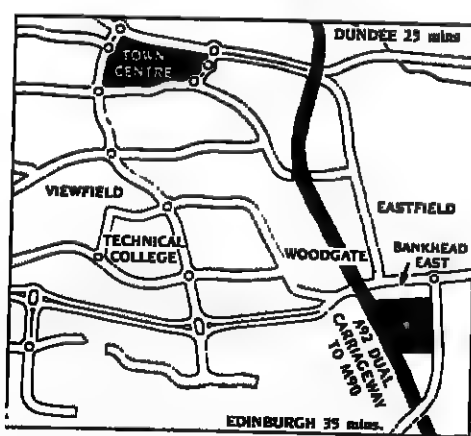 DUNDEE 25 mins
TOWN
CENTRE
VIEWFIELD
EASTFIELD
TECHNICAL
COLLEGE
WOODGATE
BANKHEAD
EAST
A92 DUAL
CARRIAGEWAY
TO M90
EDINBURGH 35 mins.